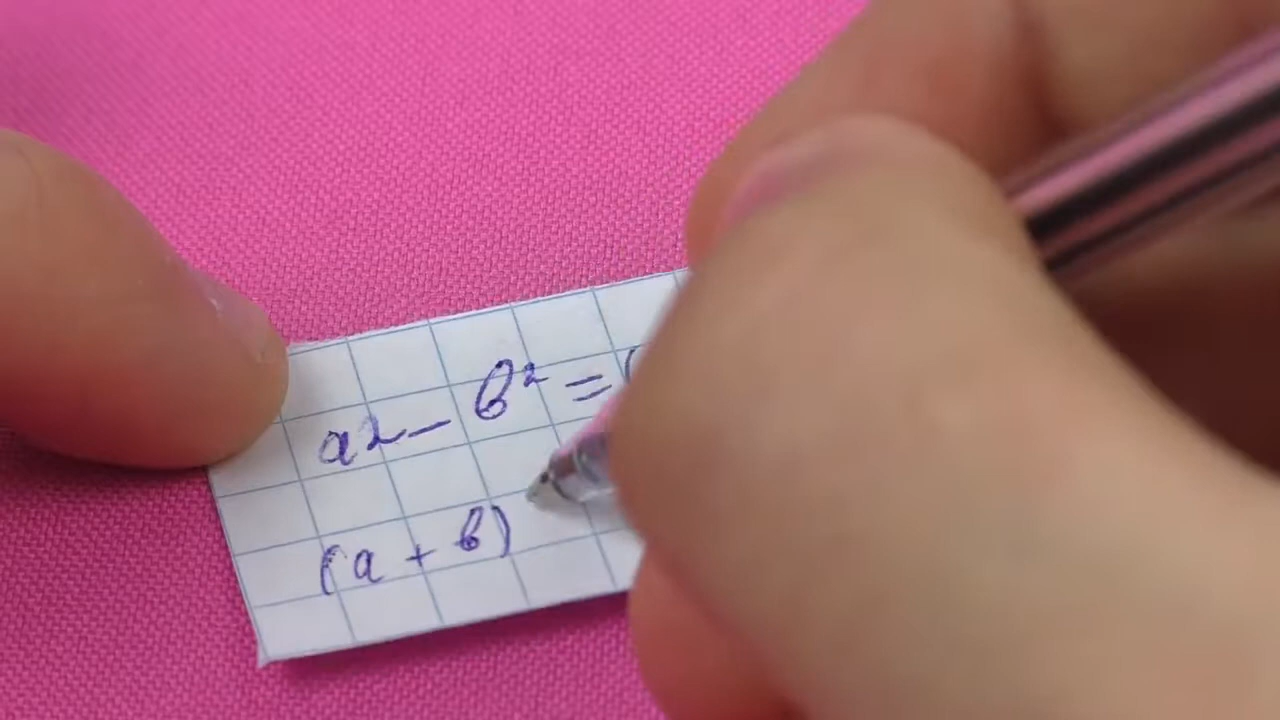 a2 - b² = (
(a + b)